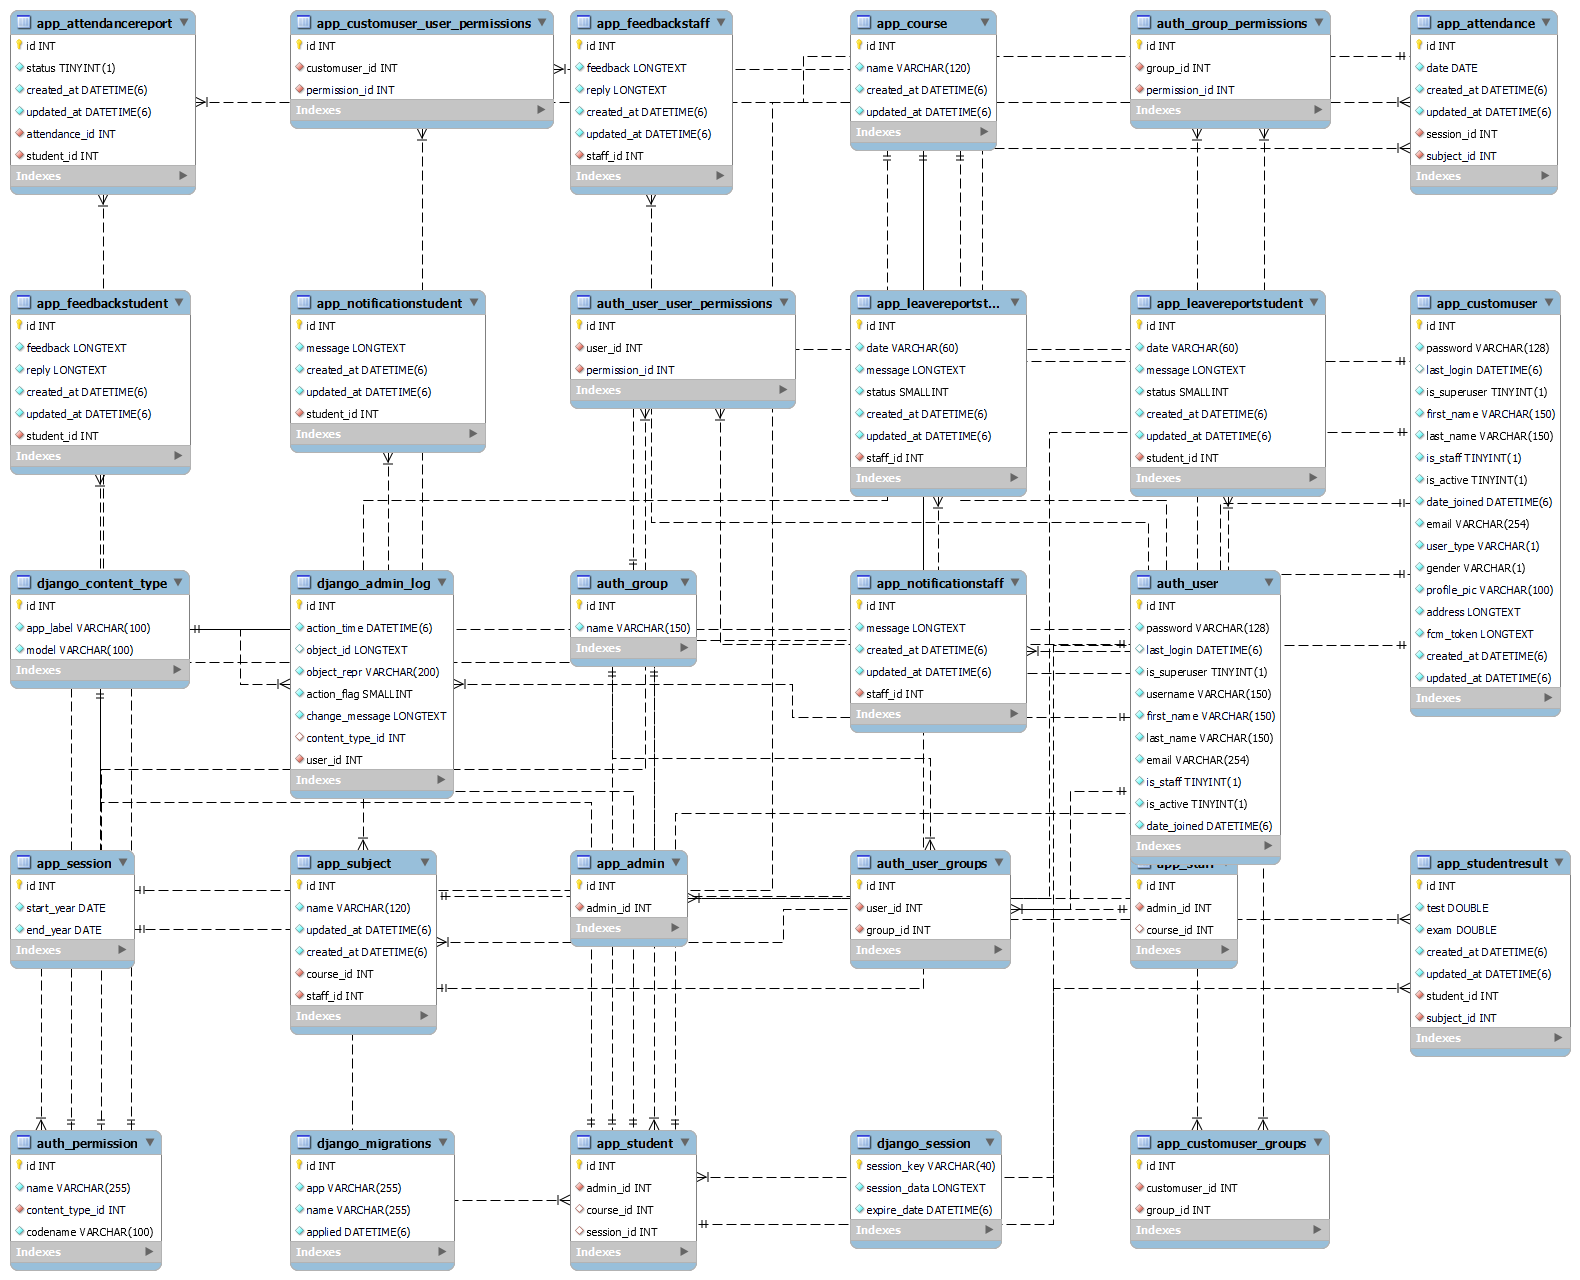 app_attendancereport
id INT
status TINYINT(1)
created_at DATETIME(6)
updated_at DATETIME(6)
attendance_id INT
student_id INT
Indexes
app_customuser_user_permissions
id INT
customuser_id INT
permission_id INT
Indexes
app_feedbackstaff
id INT
feedback LONGTEXT
reply LONGTEXT
created_at DATETIME(6)
updated_at DATETIME(6)
staff_id INT
Indexes
app_course
id INT
name VARCHAR(120)
created_at DATETIME(6)
updated_at DATETIME(6)
Indexes
auth_group_permissions
id INT
group_id INT
permission_id INT
Indexes
app_attendance
id INT
date DATE
created_at DATETIME(6)
updated_at DATETIME(6)
session_id INT
subject_id INT
Indexes
app_feedbackstudent
id INT
feedback LONGTEXT
reply LONGTEXT
created_at DATETIME(6)
updated_at DATETIME(6)
student_id INT
Indexes
app_notificationstudent
id INT
message LONGTEXT
created_at DATETIME(6)
updated_at DATETIME(6)
student_id INT
Indexes
auth_user_user_permissions
id INT
user_id INT
permission_id INT
Indexes
app_leavereportst...
id INT
date VARCHAR(60)
message LONGTEXT
status SMALLINT
created_at DATETIME(6)
updated_at DATETIME(6)
staff_id INT
Indexes
app_leavereportstudent
id INT
date VARCHAR(60)
message LONGTEXT
status SMALLINT
created_at DATETIME(6)
updated_at DATETIME(6)
student_id INT
Indexes
app_customuser
id INT
password VARCHAR(128)
last_login DATETIME(6)
is_superuser TINYINT(1)
first_name VARCHAR(150)
last_name VARCHAR(150)
is_staff TINYINT(1)
is_active TINYINT(1)
date_joined DATETIME(6)
email VARCHAR(254)
user_type VARCHAR(1)
gender VARCHAR(1)
profile_pic VARCHAR(100)
address LONGTEXT
fcm_token LONGTEXT
created_at DATETIME(6)
updated_at DATETIME(6)
Indexes
django_content_type
id INT
app_label VARCHAR(100)
model VARCHAR(100)
Indexes
django_admin_log
id INT
action_time DATETIME(6)
object_id LONGTEXT
object_repr VARCHAR(200)
action_flag SMALLINT
change_message LONGTEXT
content_type_id INT
user_id INT
Indexes
auth_group
id INT
name VARCHAR(150)
Indexes
app_notificationstaff
id INT
message LONGTEXT
created_at DATETIME(6)
updated_at DATETIME(6)
staff_id INT
Indexes
auth_user
id INT
password VARCHAR(128)
last_login DATETIME(6)
is_superuser TINYINT(1)
username VARCHAR(150)
first_name VARCHAR(150)
last_name VARCHAR(150)
email VARCHAR(254)
is_staff TINYINT(1)
is_active TINYINT(1)
date_joined DATETIME(6)
Indexes
app_session
id INT
start_year DATE
end_year DATE
Indexes
app_subject
id INT
name VARCHAR(120)
updated_at DATETIME(6)
created_at DATETIME(6)
course_id INT
staff_id INT
Indexes
app_admin
id INT
admin_id INT
Indexes
auth_user_groups
id INT
user_id INT
group_id INT
Indexes
app_staff
id INT
admin_id INT
course_id INT
Indexes
app_studentresult
id INT
test DOUBLE
exam DOUBLE
created_at DATETIME(6)
updated_at DATETIME(6)
student_id INT
subject_id INT
Indexes
auth_permission
id INT
name VARCHAR(255)
content_type_id INT
codename VARCHAR(100)
Indexes
django_migrations
id INT
app VARCHAR(255)
name VARCHAR(255)
applied DATETIME(6)
Indexes
app_student
id INT
admin_id INT
course_id INT
session_id INT
Indexes
django_session
session_key VARCHAR(40)
session_data LONGTEXT
expire_date DATETIME(6)
Indexes
app_customuser_groups
id INT
customuser_id INT
group_id INT
Indexes